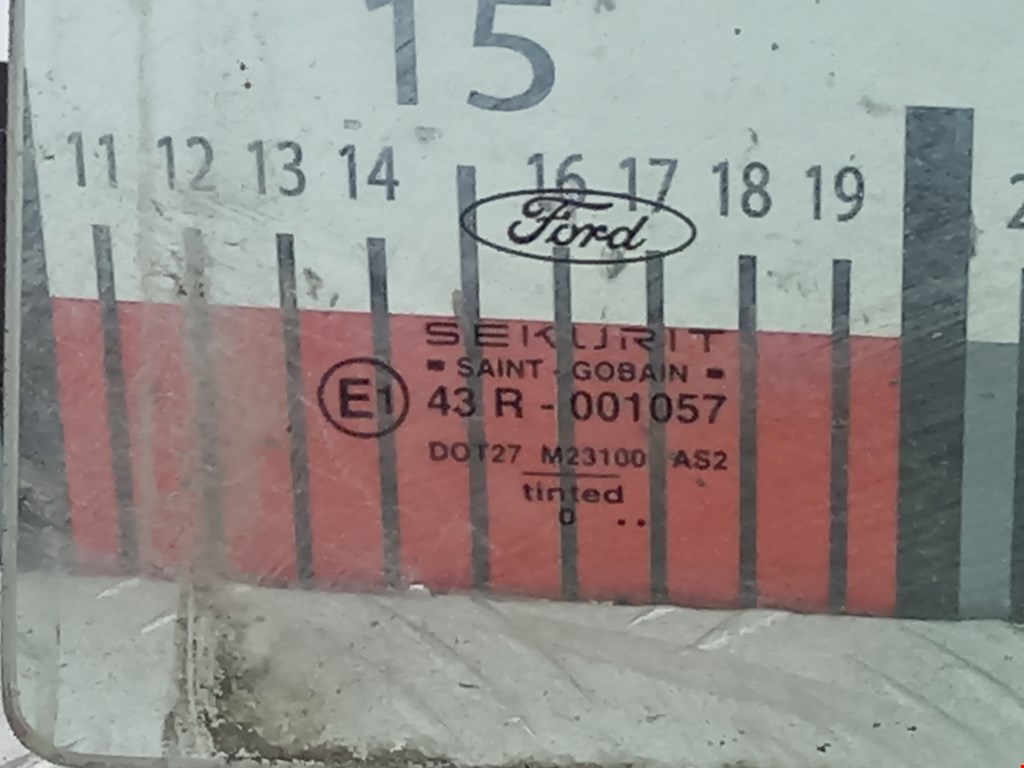 15
11 12 13 14 16 17 18 19
Ford
SEKURIT
SAINT - GOBAIN
E1 43 R - 001057
DOT27 M23100 AS2
tinted
0 ..